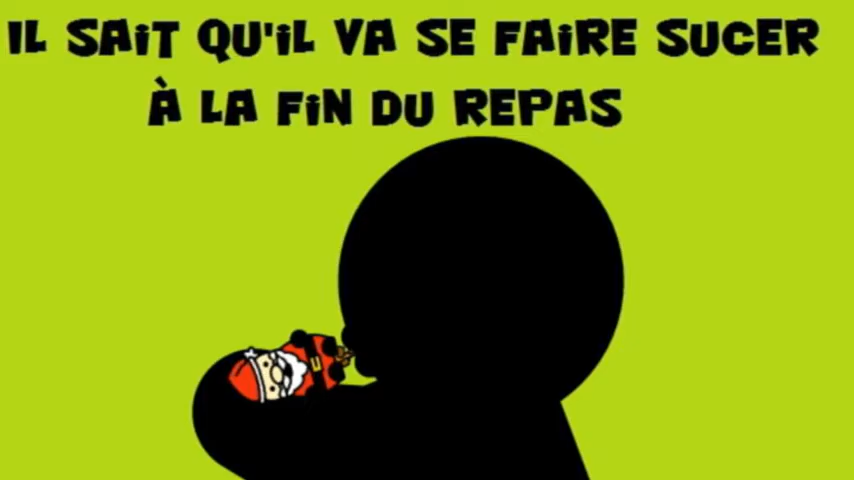 IL SAIT QU'IL VA SE FAIRE SUCER
À LA FIN DU REPAS